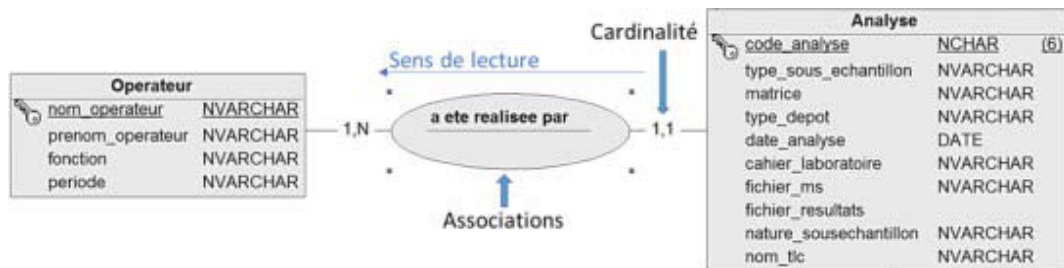 Cardinalité
Sens de lecture
Operateur
nom_operateur NVARCHAR
prenom_operateur NVARCHAR
fonction NVARCHAR
periode NVARCHAR
1,N
a ete realisee par
1,1
Associations
Analyse
code_analyse NCHAR (6)
type_sous_echantillon NVARCHAR
matrice NVARCHAR
type_depot NVARCHAR
date_analyse DATE
cahier_laboratoire NVARCHAR
fichier_ms NVARCHAR
fichier_resultats
nature_sousechantillon NVARCHAR
nom_tlc NVARCHAR